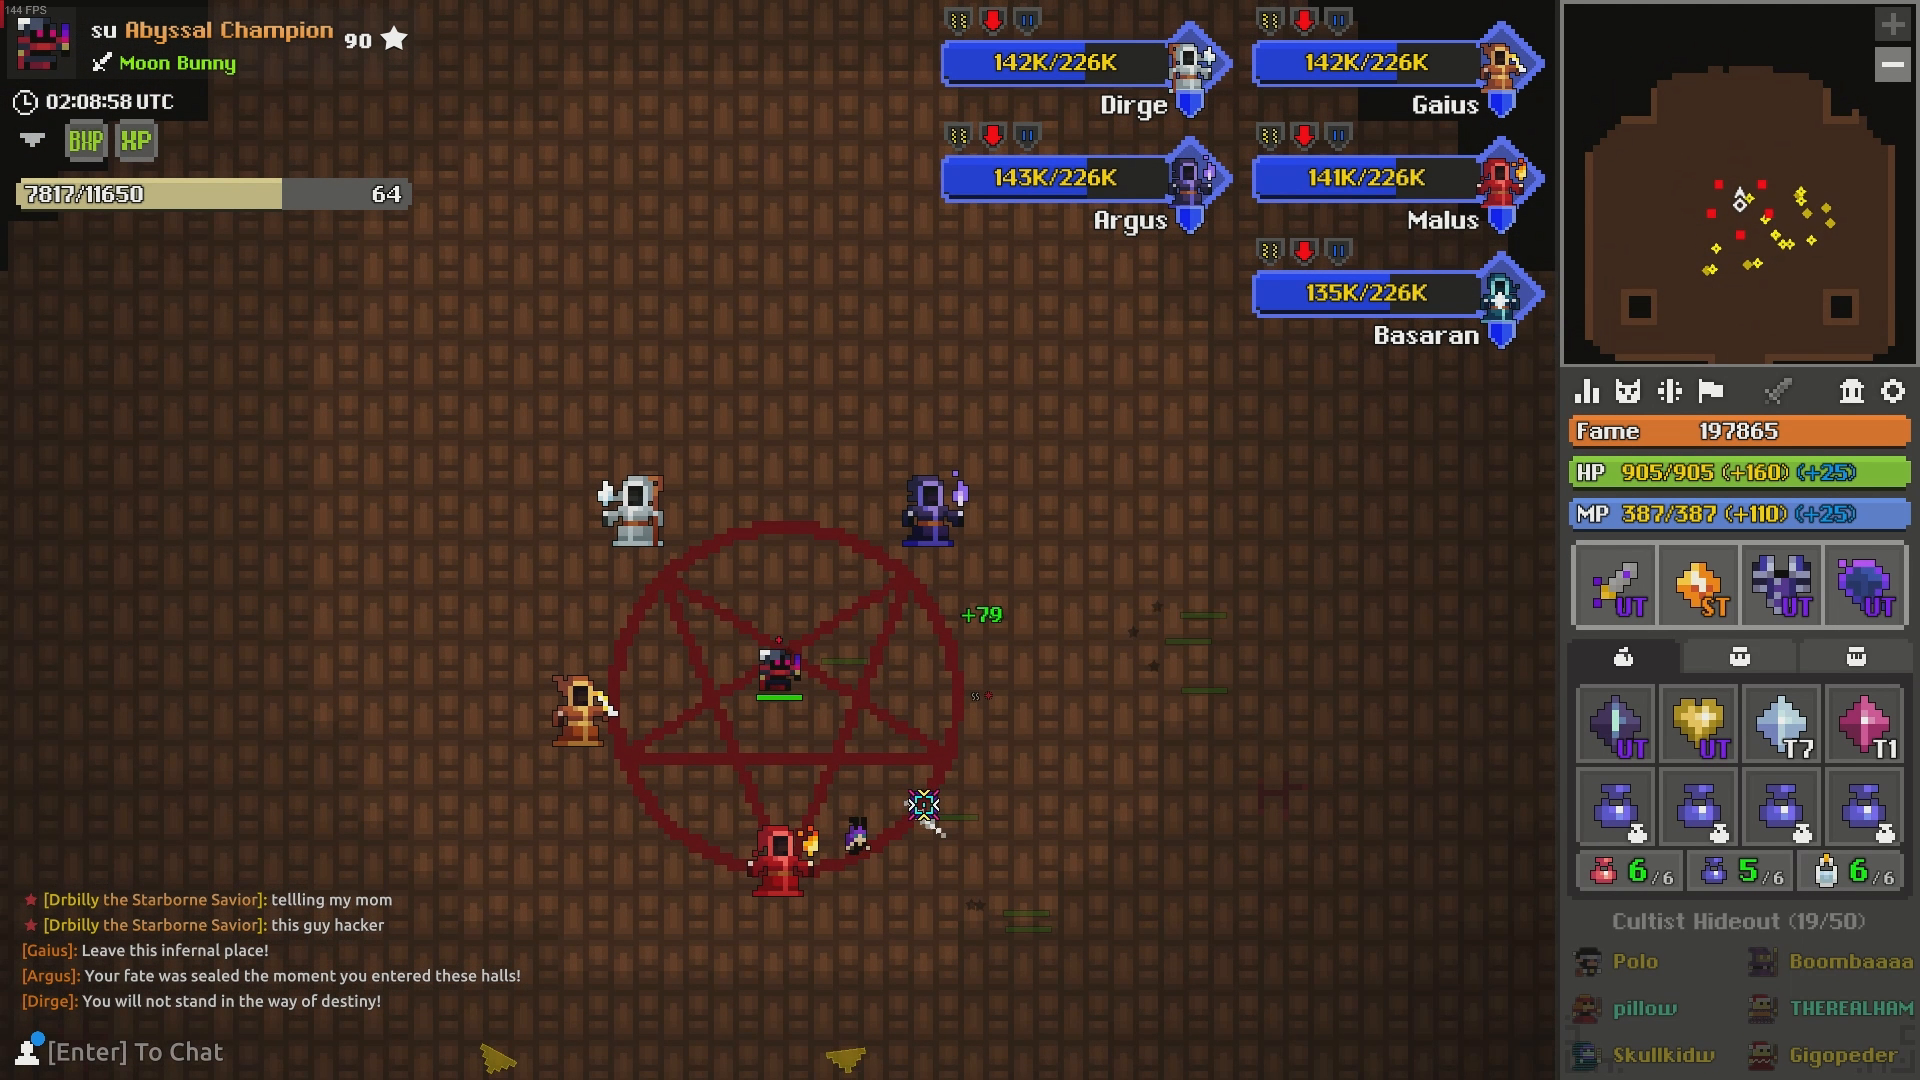 144 FPS
su Abyssal Champion 90
Moon Bunny
02:08:58 UTC
BXP XP
7817/11650 64
142K/226K
Dirge
142K/226K
Gaius
143K/226K
Argus
141K/226K
Malus
135K/226K
Basaran
Fame 197865
HP 905/905 (+160) (+25)
MP 387/387 (+110) (+25)
UT ST UT UT
UT UT T7 T1
6/6 5/6 6/6
+79
Cultist Hideout (19/50)
Polo Boombaaaa
pillow THEREALHAM
Skullkidw Gigopeder
[Drbilly the Starborne Savior]: tellling my mom
[Drbilly the Starborne Savior]: this guy hacker
[Gaius]: Leave this infernal place!
[Argus]: Your fate was sealed the moment you entered these halls!
[Dirge]: You will not stand in the way of destiny!
[Enter] To Chat